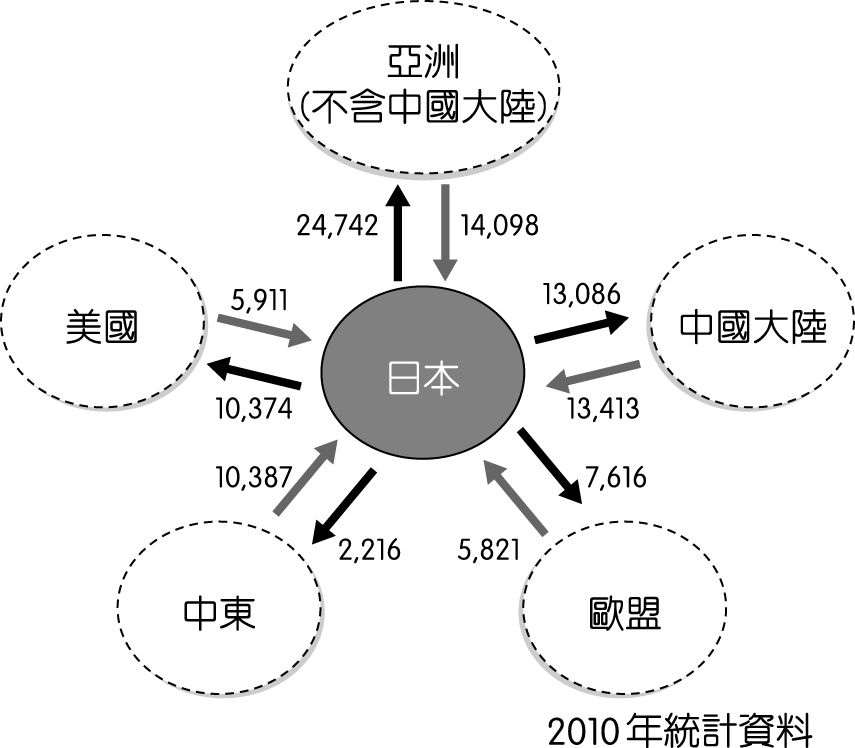 亞洲
(不含中國大陸)
24,742
14,098
5,911
13,086
美國
中國大陸
日本
10,374
13,413
10,387
7,616
2,216
5,821
中東
歐盟
2010年統計資料